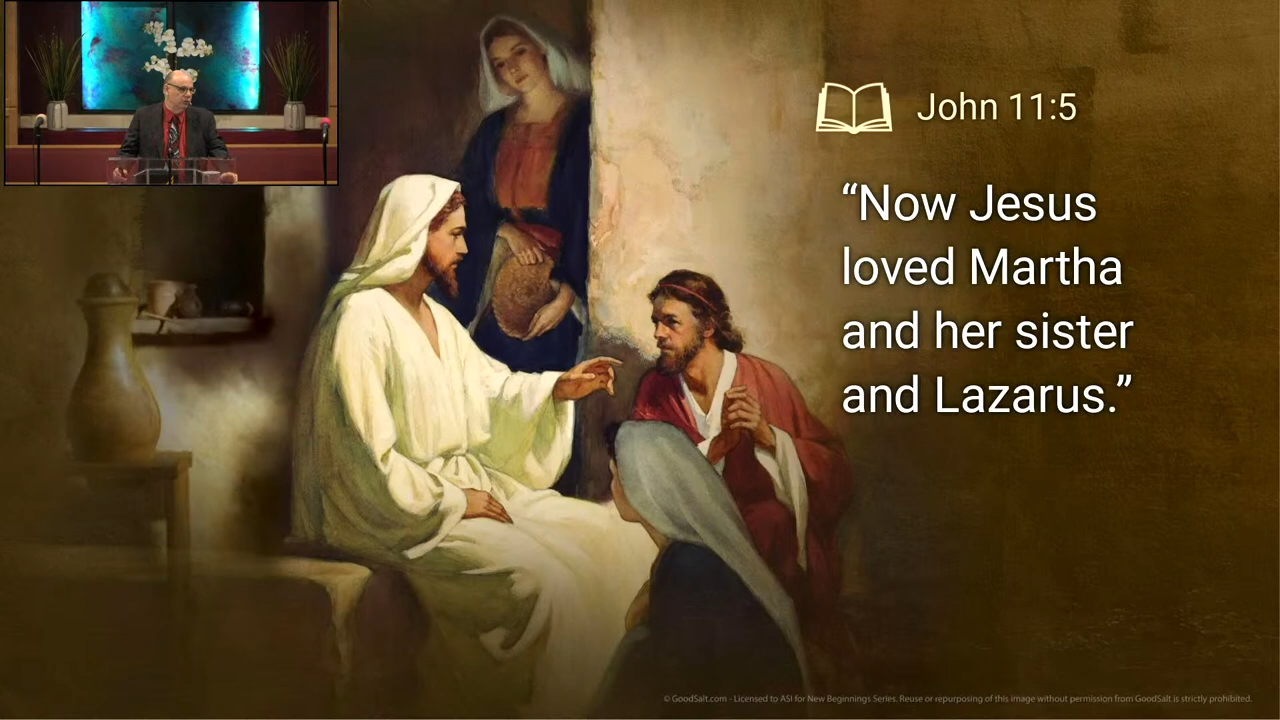 John 11:5
“Now Jesus
loved Martha
and her sister
and Lazarus.”
© GoodSalt.com - Licensed to ASI for New Beginnings Series. Reuse or repurposing of this image without permission from GoodSalt is strictly prohibited.